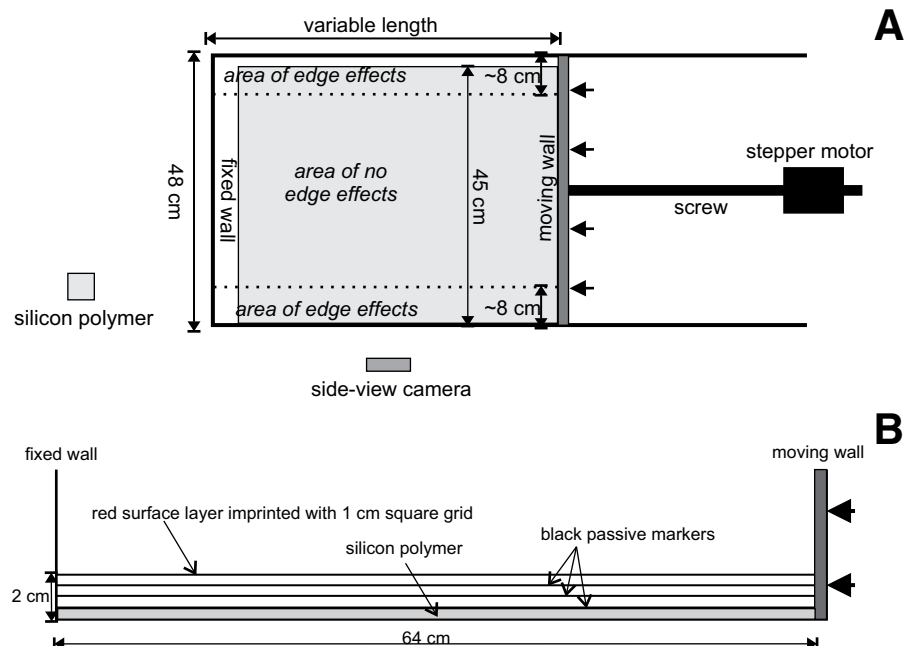 A
variable length
area of edge effects
~8 cm
48 cm
fixed wall
area of no
edge effects
45 cm
moving wall
stepper motor
screw
area of edge effects
~8 cm
silicon polymer
side-view camera
B
fixed wall
moving wall
red surface layer imprinted with 1 cm square grid
black passive markers
silicon polymer
2 cm
64 cm